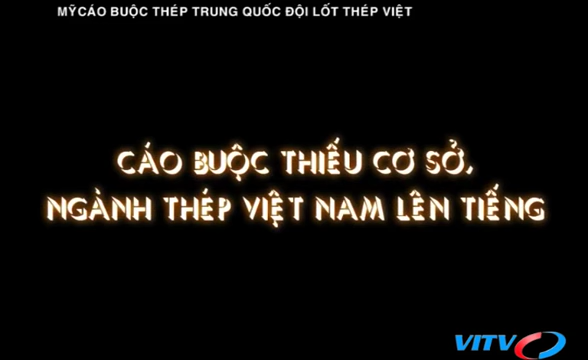 MỸCÁO BUỘC THÉP TRUNG QUỐC ĐỘI LỐT THÉP VIỆT
CÁO BUỘC THIẾU CƠ SỞ,
NGÀNH THÉP VIỆT NAM LÊN TIẾNG
VITV